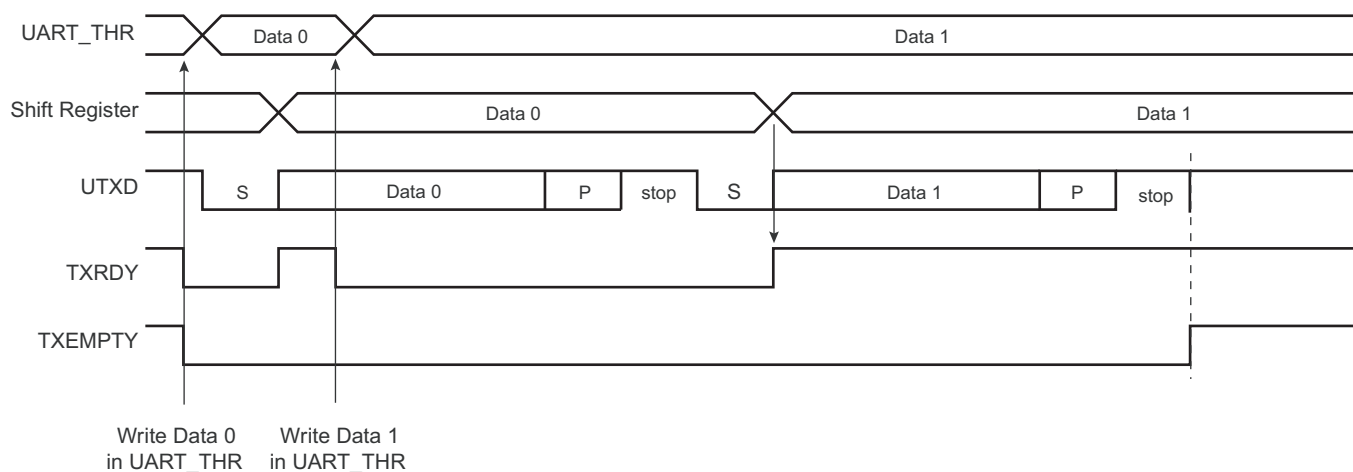 UART_THR
Data 0
Data 1
Shift Register
Data 0
Data 1
UTXD
S
Data 0
P
stop
S
Data 1
P
stop
TXRDY
TXEMPTY
Write Data 0
in UART_THR
Write Data 1
in UART_THR